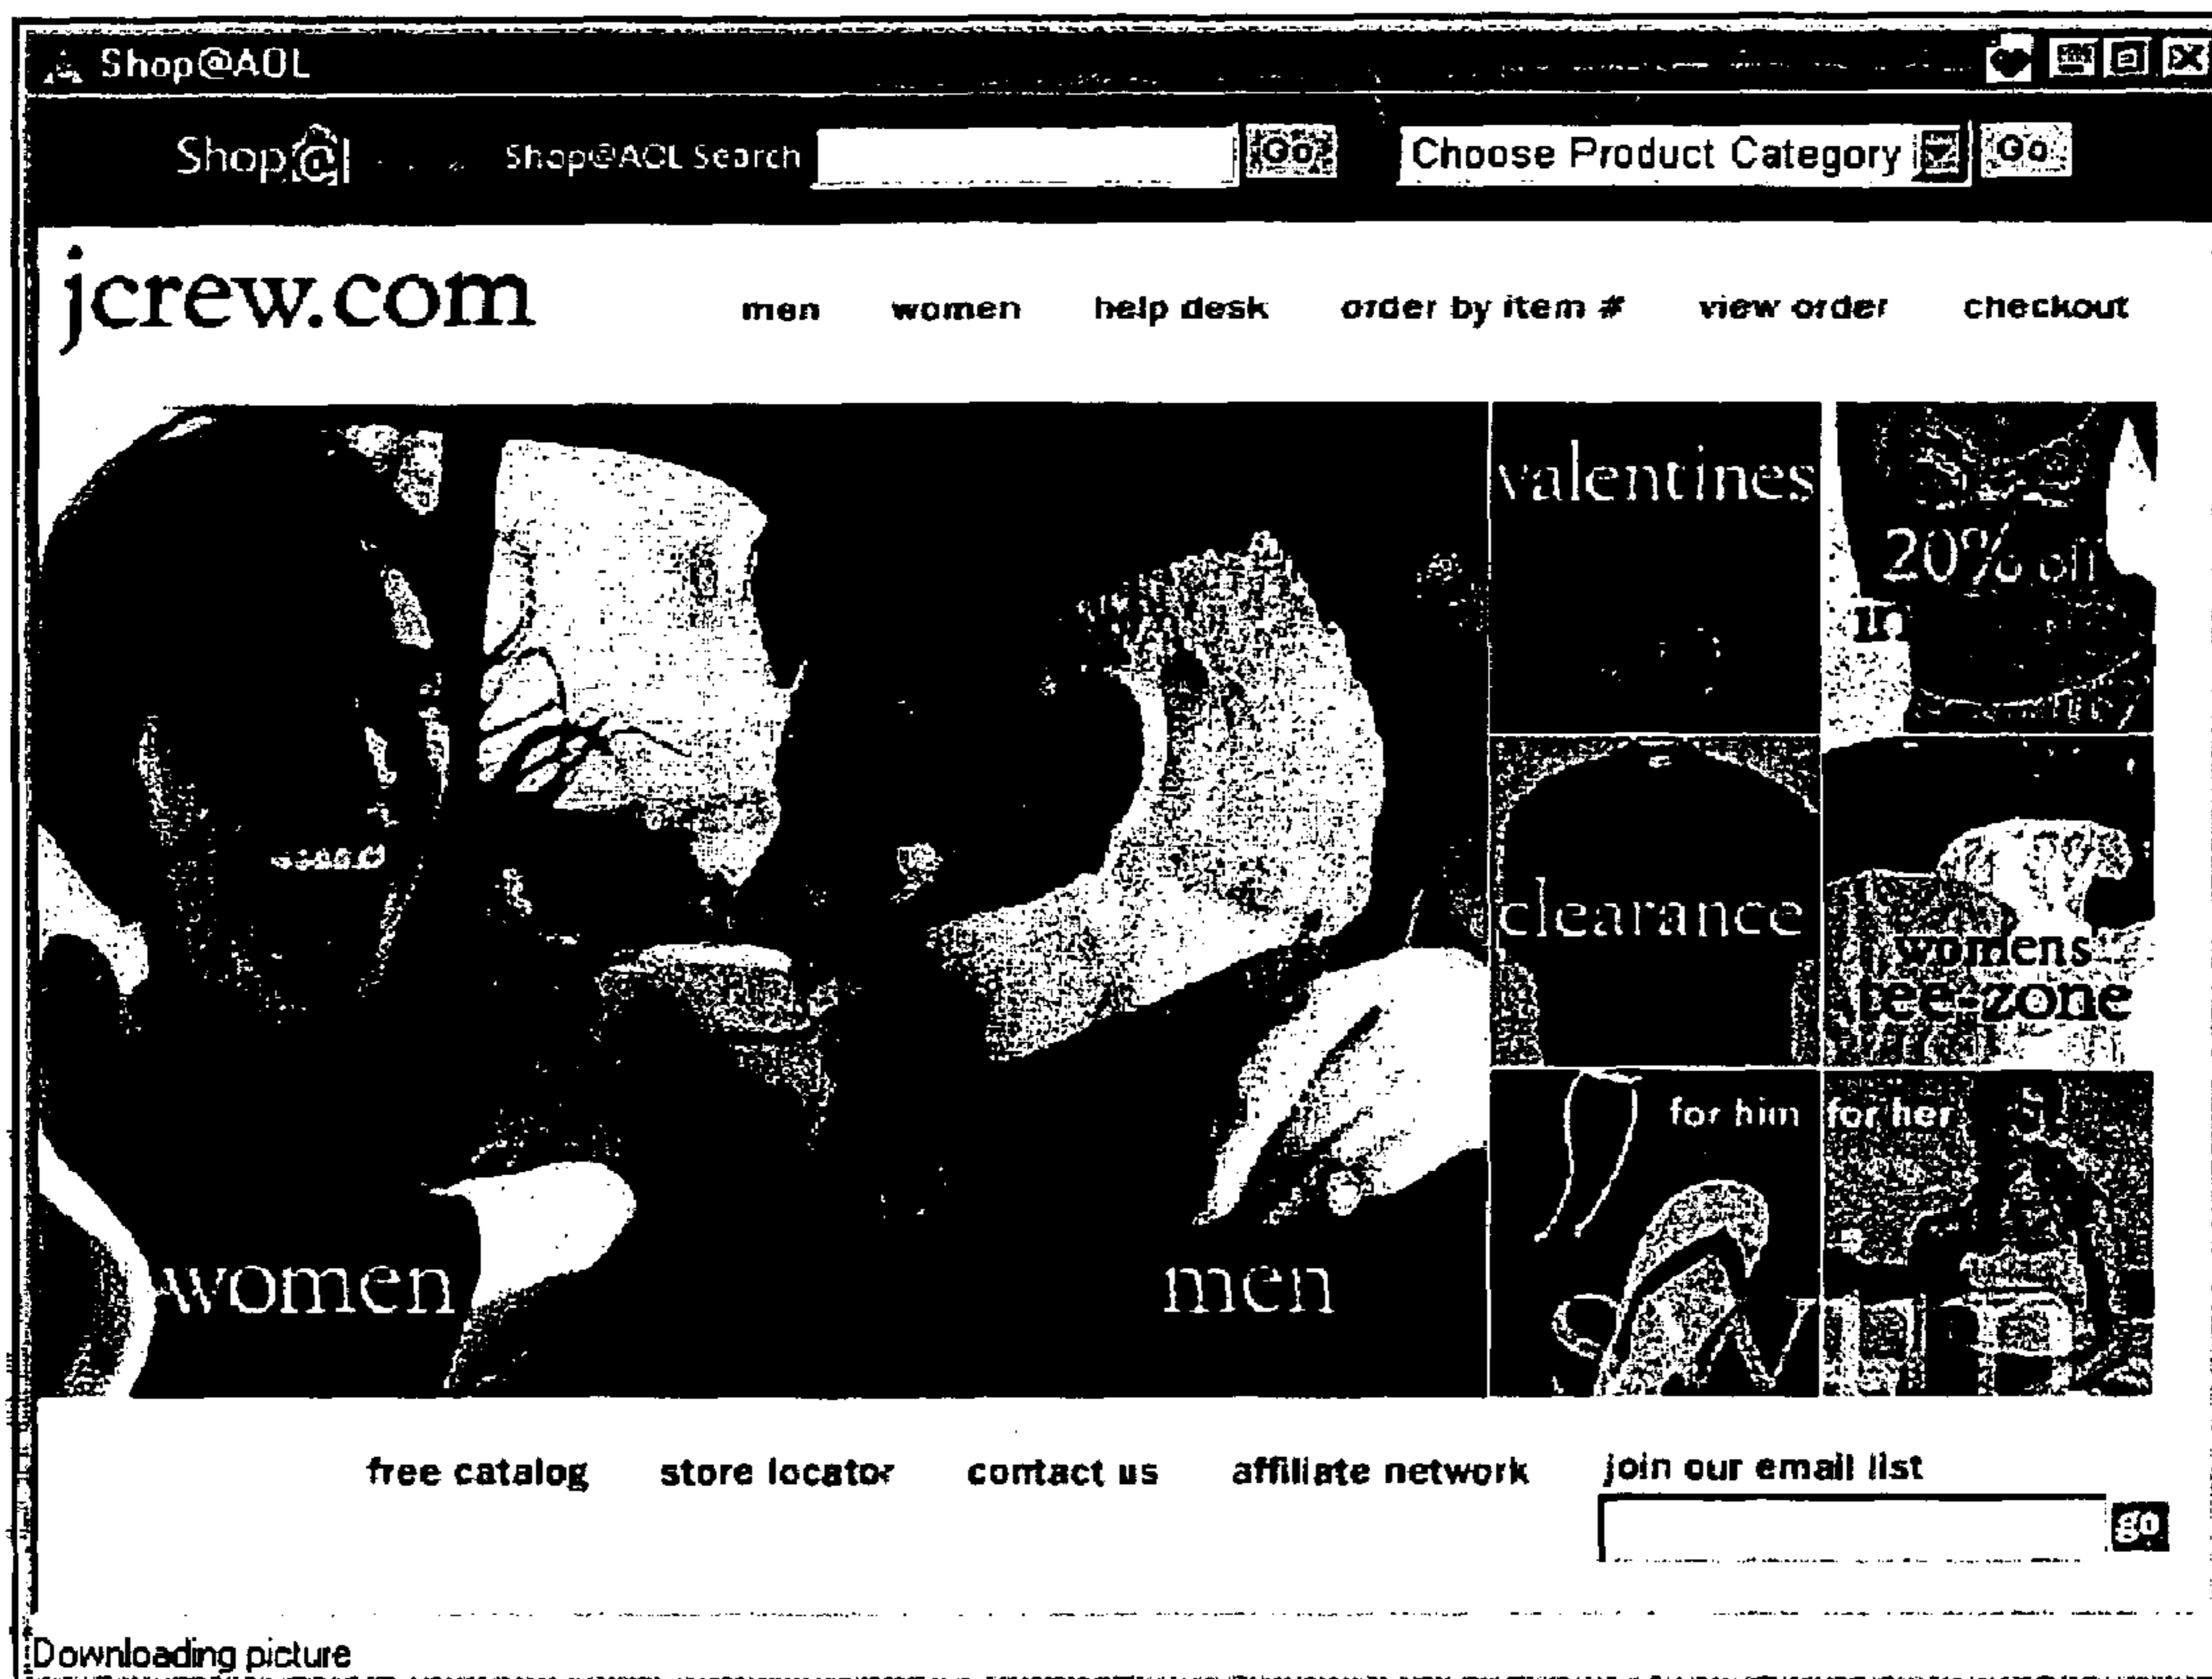 Shop@AOL
Shop@ Shop@AOL Search Go Choose Product Category Go
jcrew.com men women help desk order by item # view order checkout
valentines
20% off
clearance
womens
tee-zone
for him for her
women men
free catalog store locator contact us affiliate network join our email list
go
Downloading picture